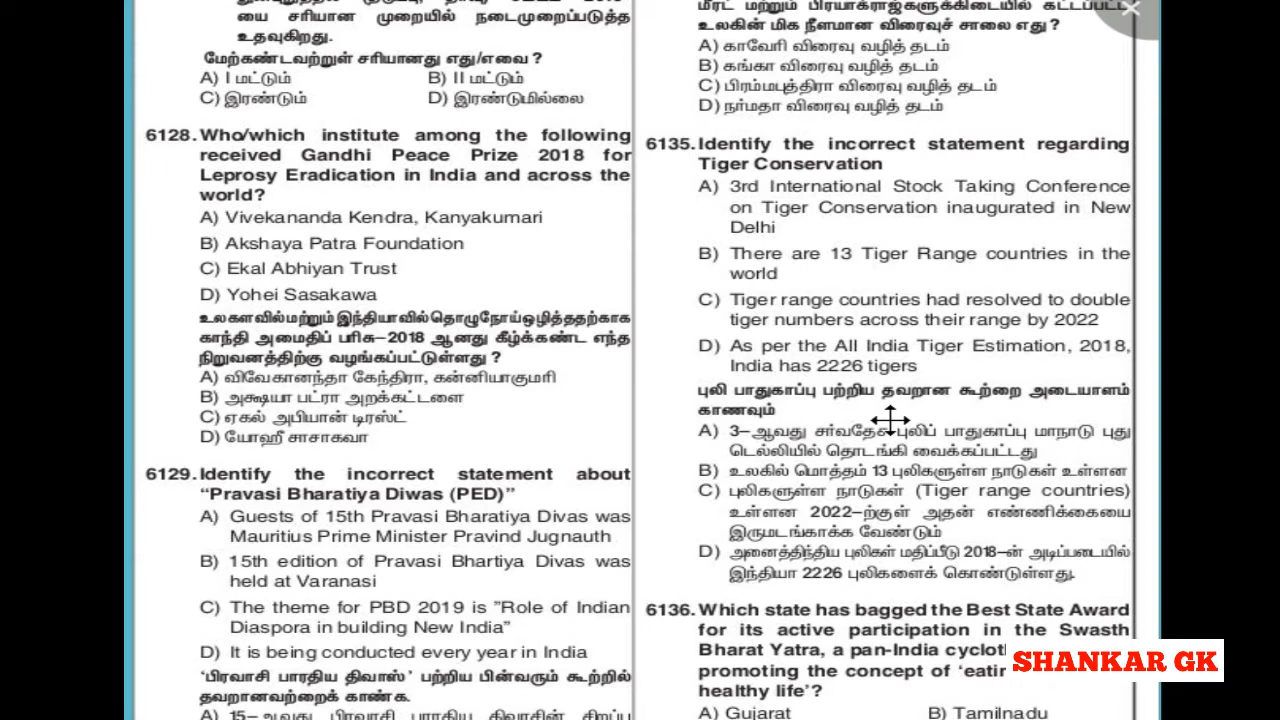 யை சரியான முறையில் நடைமுறைப்படுத்த
உதவுகிறது.
மேற்கண்டவற்றுள் சரியானது எது/எவை ?
A) I மட்டும் B) II மட்டும்
C) இரண்டும் D) இரண்டுமில்லை
6128. Who/which institute among the following
received Gandhi Peace Prize 2018 for
Leprosy Eradication in India and across the
world?
A) Vivekananda Kendra, Kanyakumari
B) Akshaya Patra Foundation
C) Ekal Abhiyan Trust
D) Yohei Sasakawa
உலகளவில் மற்றும் இந்தியாவில் தொழுநோய் ஒழித்ததற்காக
காந்தி அமைதிப் பரிசு–2018 ஆனது கீழ்க்கண்ட எந்த
நிறுவனத்திற்கு வழங்கப்பட்டுள்ளது ?
A) விவேகானந்தா கேந்திரா, கன்னியாகுமரி
B) அக்ஷயா பட்ரா அறக்கட்டளை
C) ஏகல் அபியான் டிரஸ்ட்
D) யோஹீ சாசாகவா
6129. Identify the incorrect statement about
“Pravasi Bharatiya Diwas (PED)”
A) Guests of 15th Pravasi Bharatiya Divas was
Mauritius Prime Minister Pravind Jugnauth
B) 15th edition of Pravasi Bhartiya Divas was
held at Varanasi
C) The theme for PBD 2019 is ”Role of Indian
Diaspora in building New India”
D) It is being conducted every year in India
‘பிரவாசி பாரதிய திவாஸ்’ பற்றிய பின்வரும் கூற்றில்
தவறானவற்றைக் காண்க.
A) 15–ஆவது பிரவாசி பாரதிய திவாசின் சிறப்பு
மீரட் மற்றும் பிரயாக்ராஜ்களுக்கிடையில் கட்டப்பட்ட
உலகின் மிக நீளமான விரைவுச் சாலை எது ?
A) காவேரி விரைவு வழித் தடம்
B) கங்கா விரைவு வழித் தடம்
C) பிரம்மபுத்திரா விரைவு வழித் தடம்
D) நர்மதா விரைவு வழித் தடம்
6135. Identify the incorrect statement regarding
Tiger Conservation
A) 3rd International Stock Taking Conference
on Tiger Conservation inaugurated in New
Delhi
B) There are 13 Tiger Range countries in the
world
C) Tiger range countries had resolved to double
tiger numbers across their range by 2022
D) As per the All India Tiger Estimation, 2018,
India has 2226 tigers
புலி பாதுகாப்பு பற்றிய தவறான கூற்றை அடையாளம்
காணவும்
A) 3–ஆவது சர்வதேச புலிப் பாதுகாப்பு மாநாடு புது
டெல்லியில் தொடங்கி வைக்கப்பட்டது
B) உலகில் மொத்தம் 13 புலிகளுள்ள நாடுகள் உள்ளன
C) புலிகளுள்ள நாடுகள் (Tiger range countries)
உள்ளன 2022–ற்குள் அதன் எண்ணிக்கையை
இருமடங்காக்க வேண்டும்
D) அனைத்திந்திய புலிகள் மதிப்பீடு 2018–ன் அடிப்படையில்
இந்தியா 2226 புலிகளைக் கொண்டுள்ளது.
6136. Which state has bagged the Best State Award
for its active participation in the Swasth
Bharat Yatra, a pan-India
promoting the concept of
healthy life’?
A) Gujarat B) Tamilnadu
SHANKAR GK